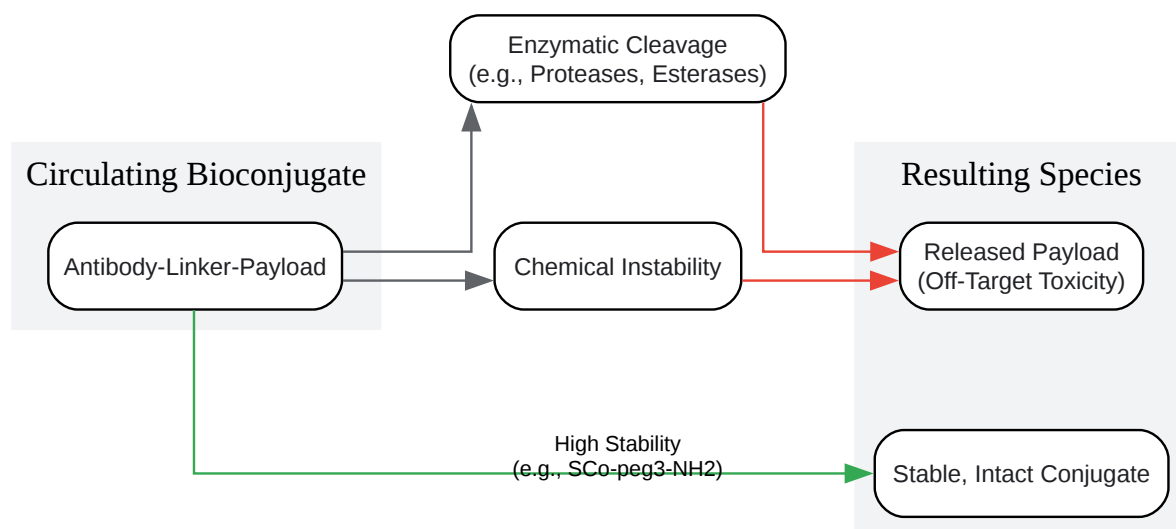 Enzymatic Cleavage
(e.g., Proteases, Esterases)
Circulating Bioconjugate
Resulting Species
Antibody-Linker-Payload
Chemical Instability
Released Payload
(Off-Target Toxicity)
High Stability
(e.g., SCo-peg3-NH2)
Stable, Intact Conjugate